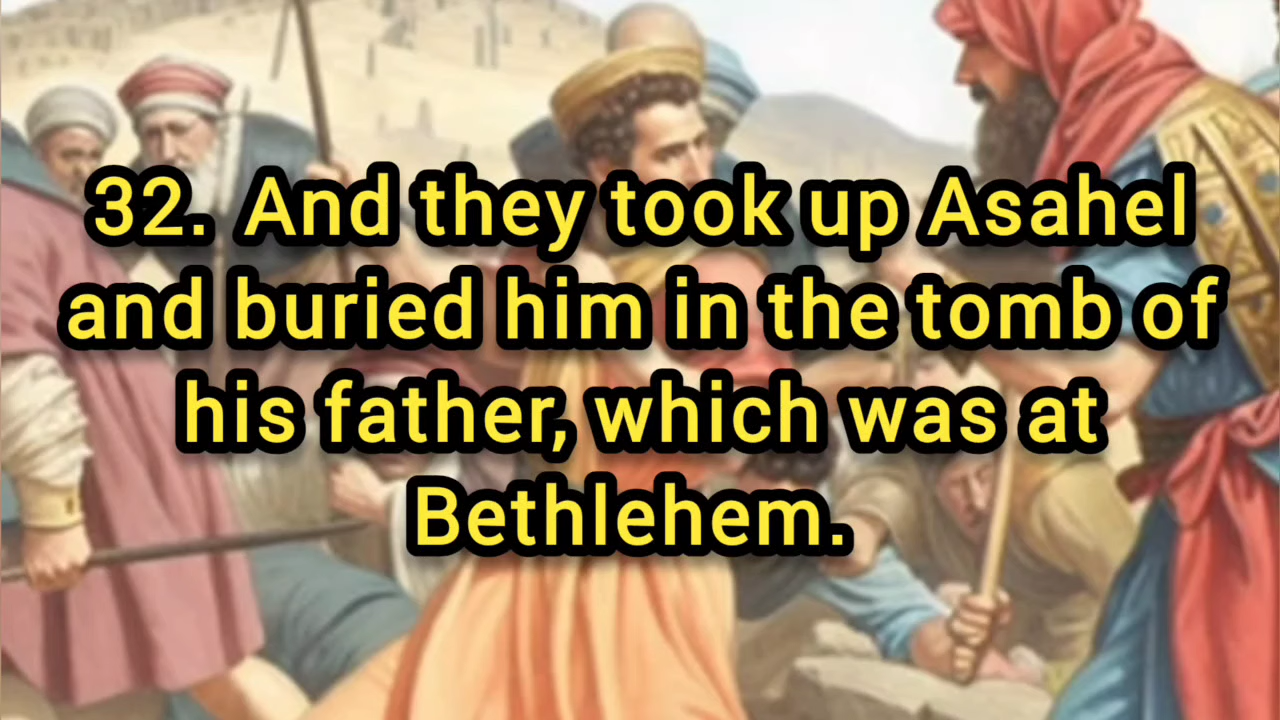 32. And they took up Asahel
and buried him in the tomb of
his father, which was at
Bethlehem.